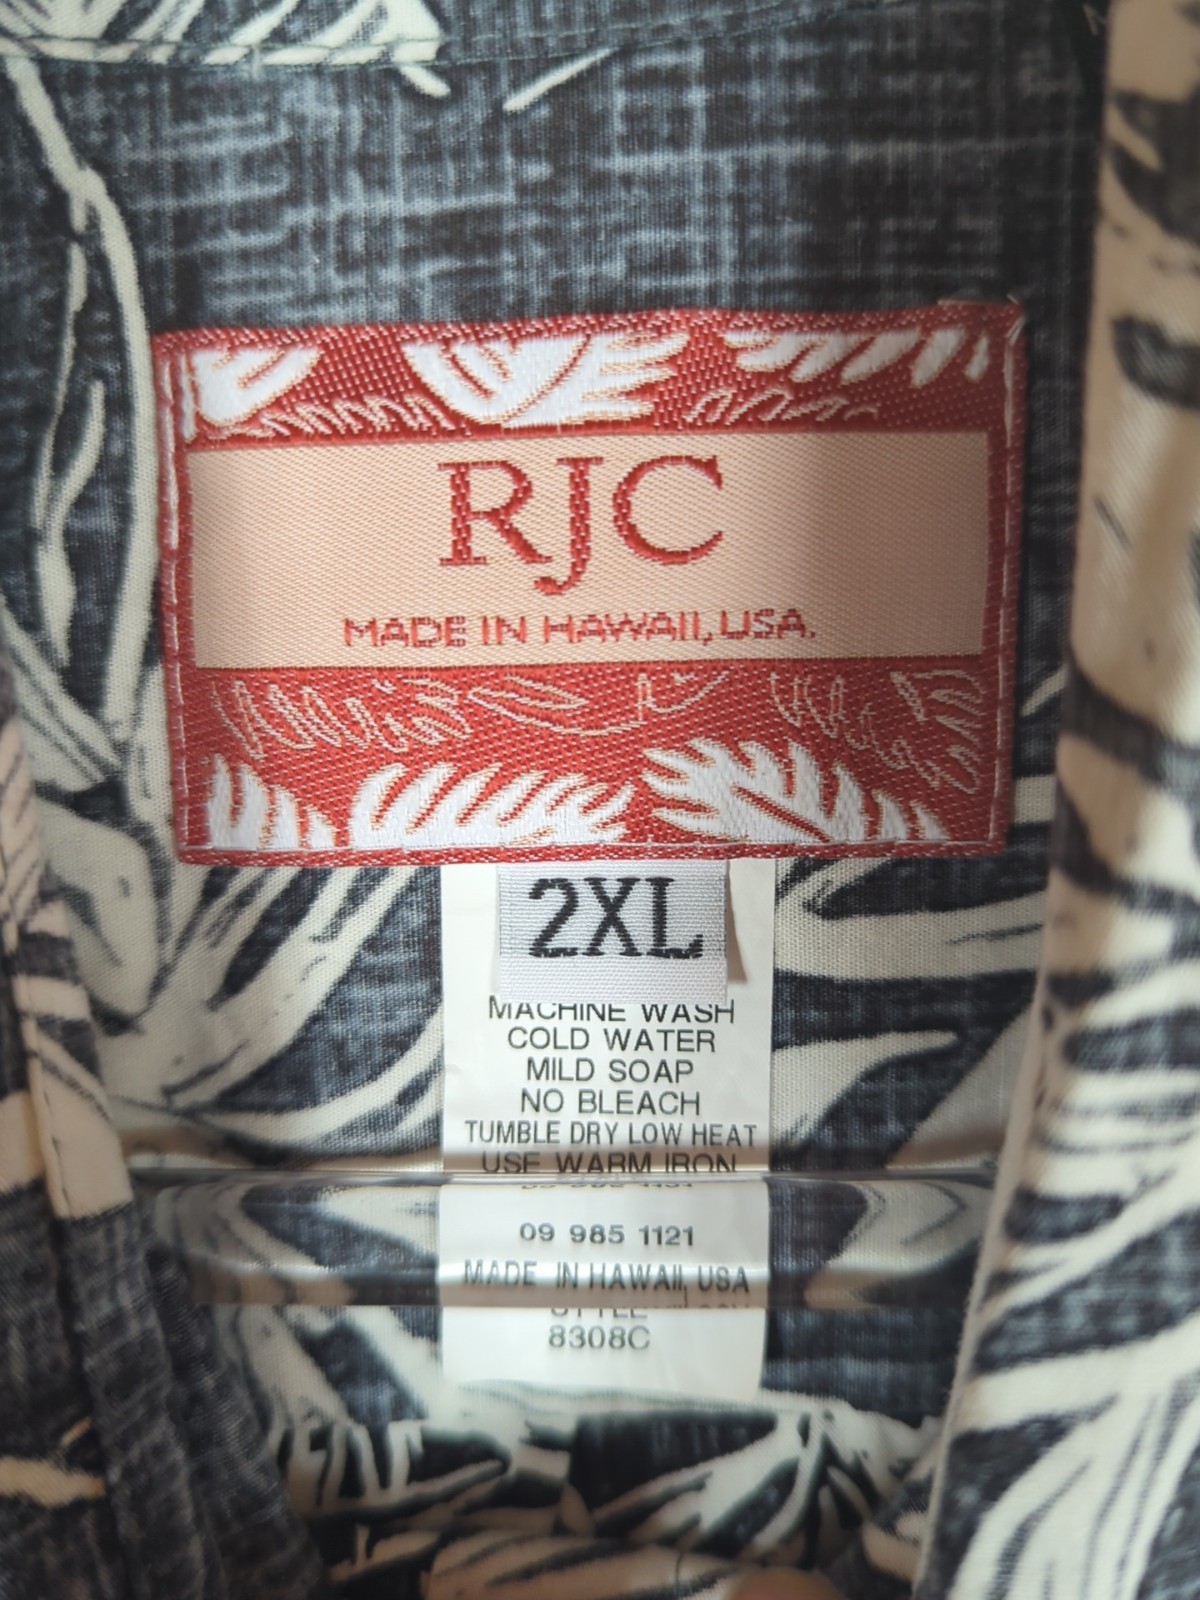 RJC
MADE IN HAWAII, USA.
2XL
MACHINE WASH
COLD WATER
MILD SOAP
NO BLEACH
TUMBLE DRY LOW HEAT
USE WARM IRON
09 985 1121
MADE IN HAWAII, USA
8308C